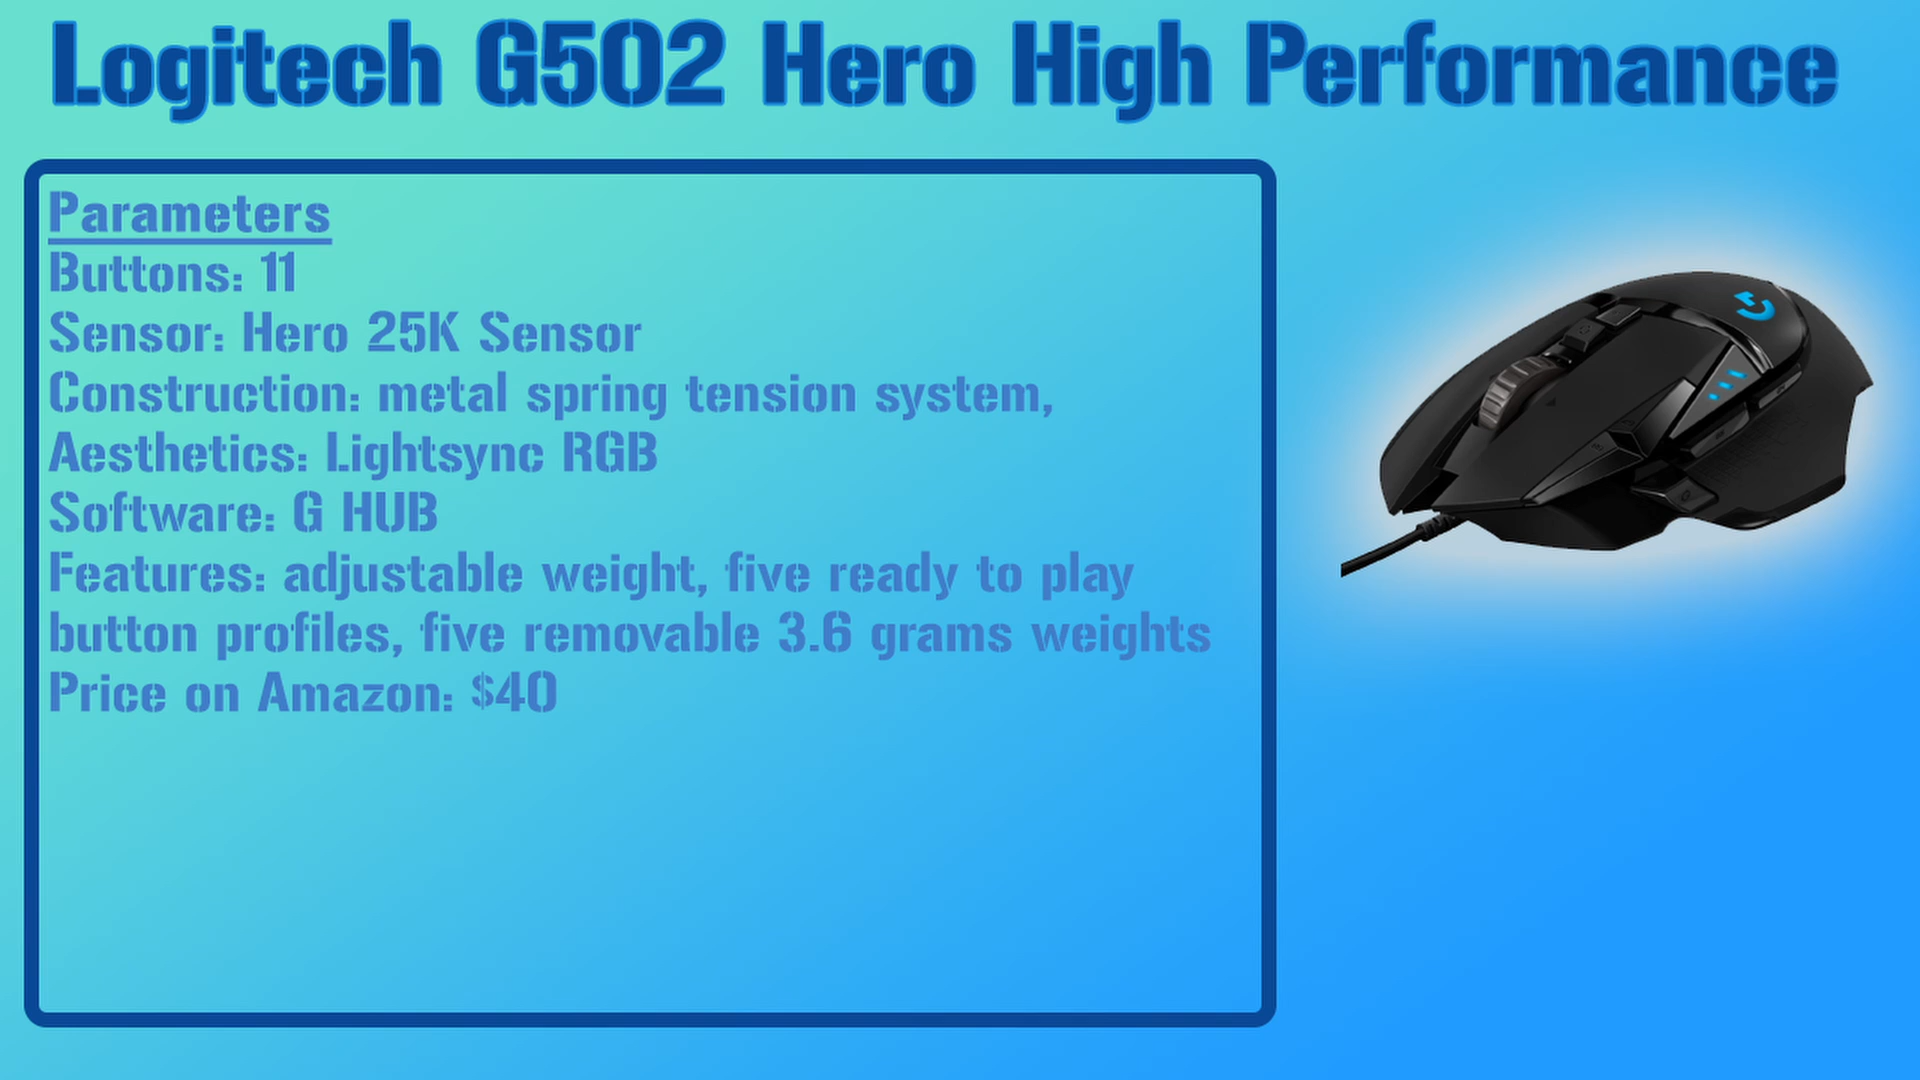 Logitech G502 Hero High Performance
Parameters
Buttons: 11
Sensor: Hero 25K Sensor
Construction: metal spring tension system,
Aesthetics: Lightsync RGB
Software: G HUB
Features: adjustable weight, five ready to play
button profiles, five removable 3.6 grams weights
Price on Amazon: $40